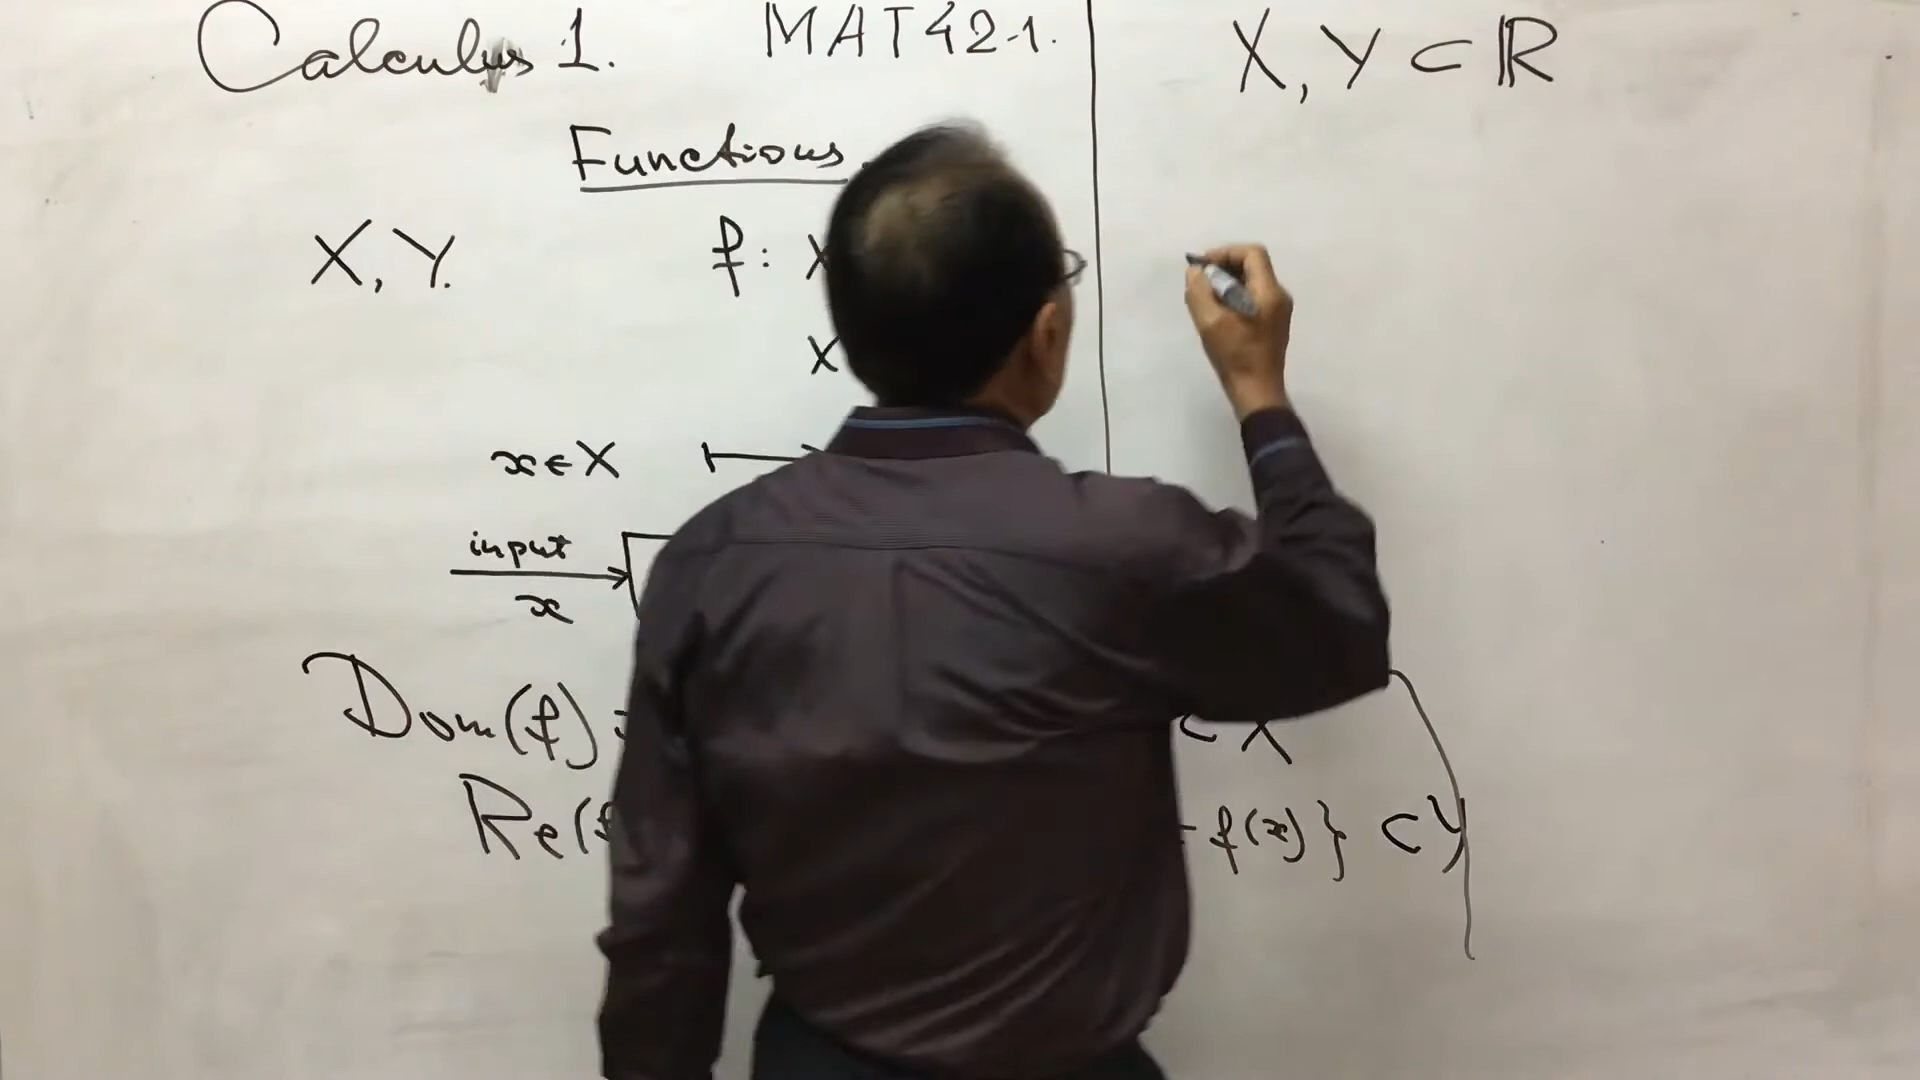 Calculus 1. MAT421.
Functions
X, Y. f: X
x
x ∈ X ↦
input
x
Dom(f) ⊂ X
Re(f f(x)} ⊂ Y
X, Y ⊂ ℝ